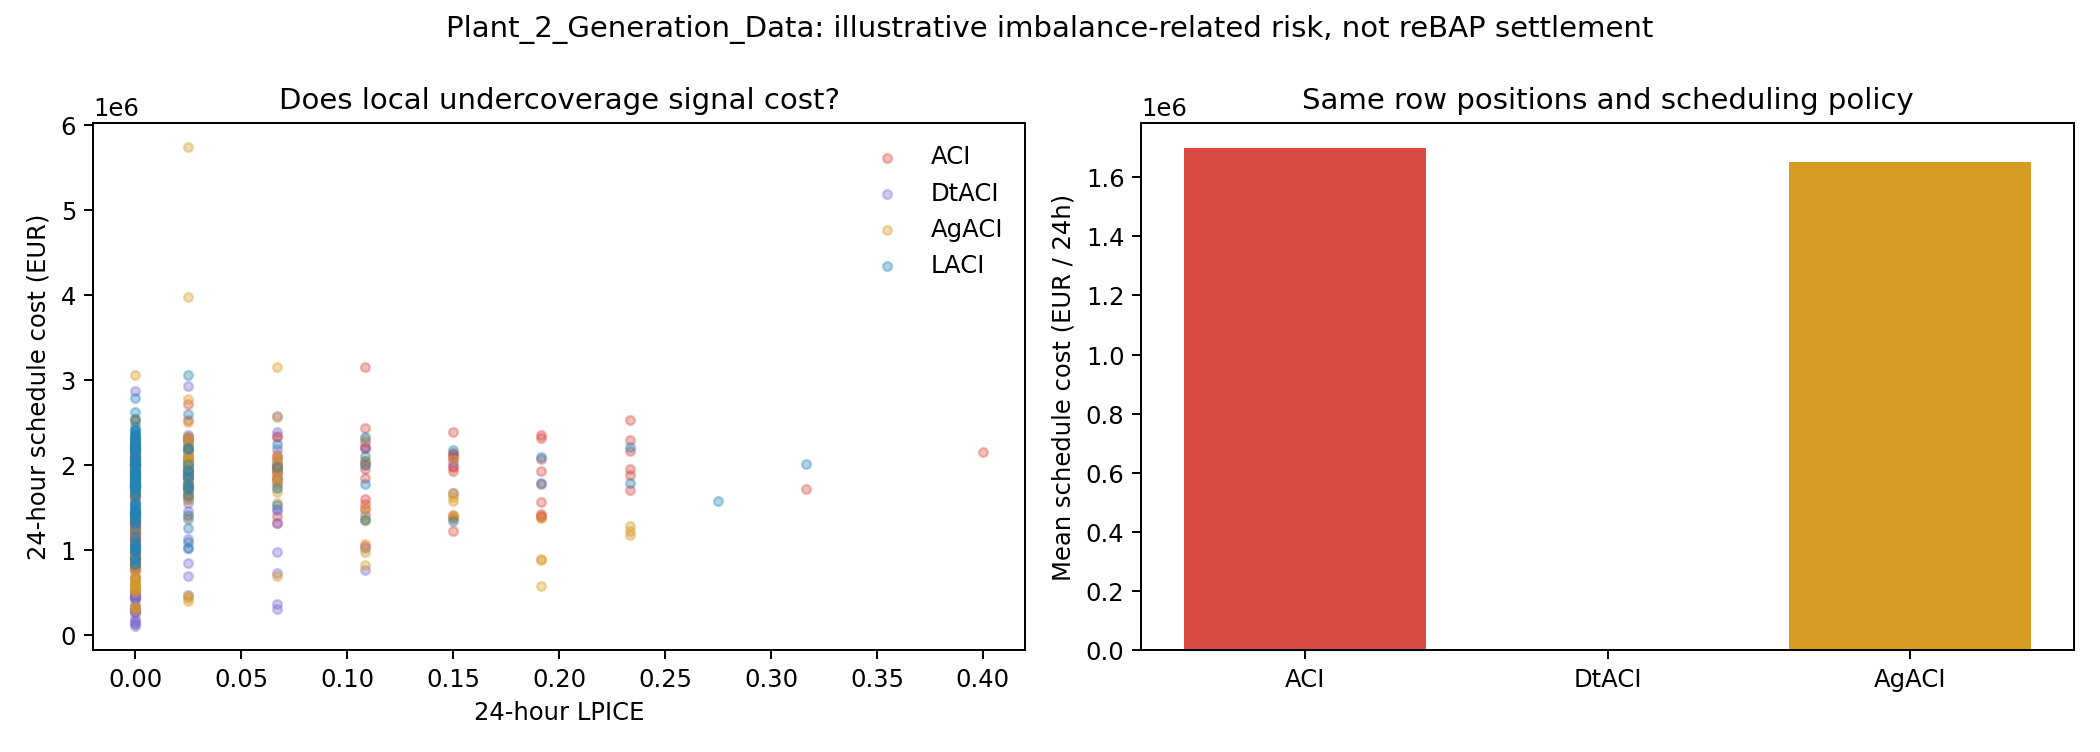 Plant_2_Generation_Data: illustrative imbalance-related risk, not reBAP settlement
Does local undercoverage signal cost?
1e6
24-hour schedule cost (EUR)
6
5
4
3
2
1
0
ACI
DtACI
AgACI
LACI
0.00 0.05 0.10 0.15 0.20 0.25 0.30 0.35 0.40
24-hour LPICE
Same row positions and scheduling policy
1e6
Mean schedule cost (EUR / 24h)
1.6
1.4
1.2
1.0
0.8
0.6
0.4
0.2
0.0
ACI DtACI AgACI